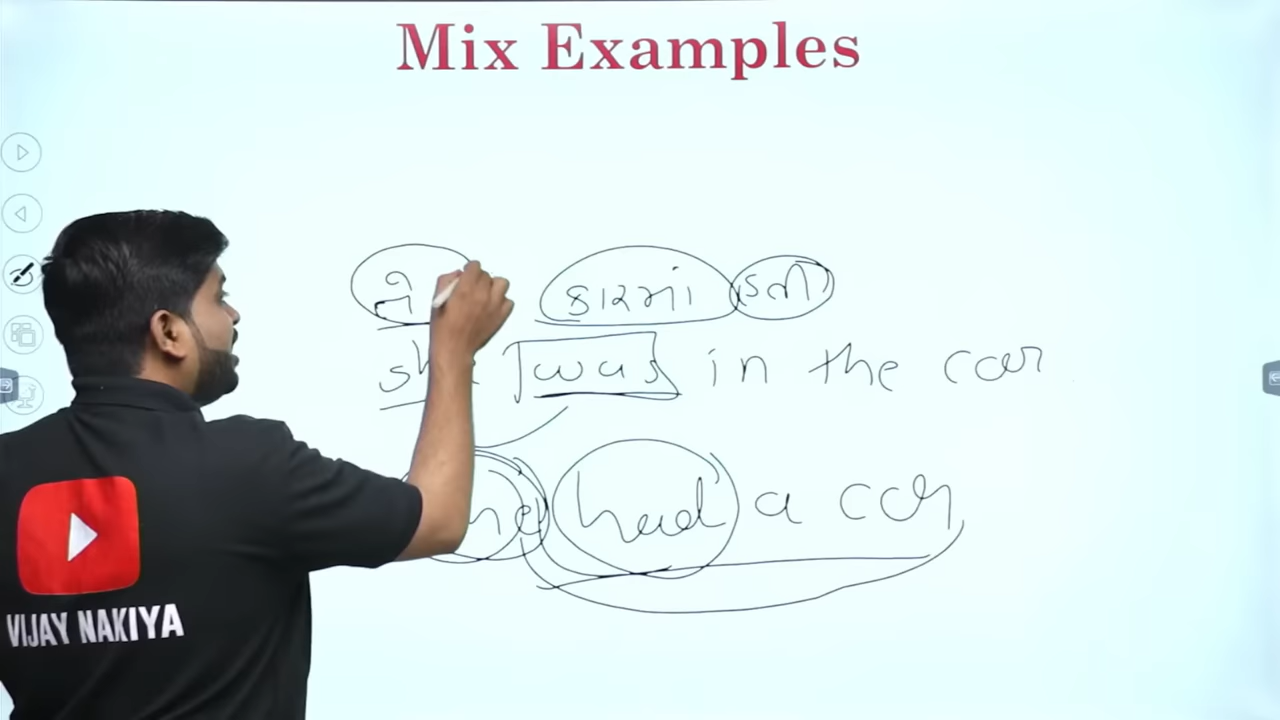 Mix Examples
કારમાં હતી
was in the car
had a car
VIJAY NAKIYA